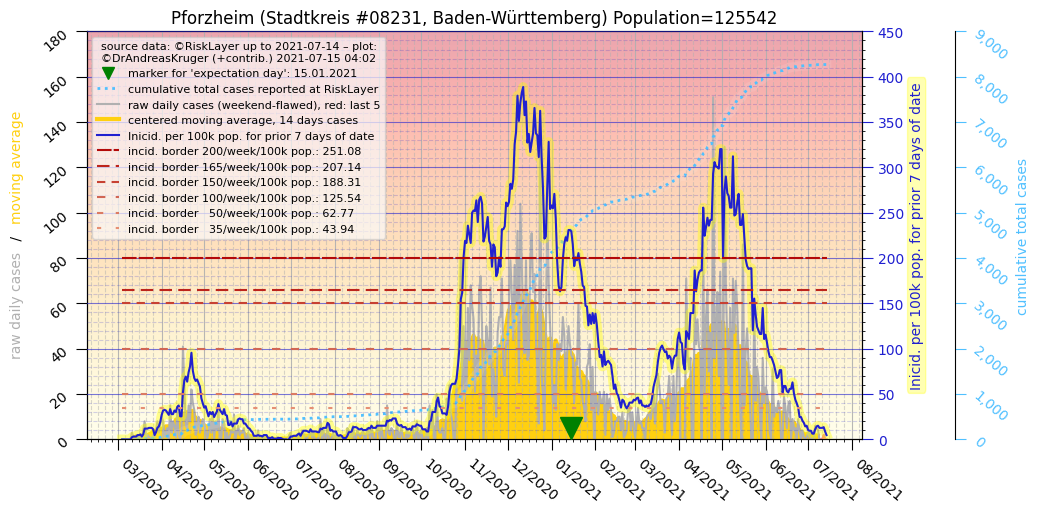 Pforzheim (Stadtkreis #08231, Baden-Württemberg) Population=125542
source data: ©RiskLayer up to 2021-07-14 – plot:
©DrAndreasKruger (+contrib.) 2021-07-15 04:02
marker for 'expectation day': 15.01.2021
cumulative total cases reported at RiskLayer
raw daily cases (weekend-flawed), red: last 5
centered moving average, 14 days cases
Inicid. per 100k pop. for prior 7 days of date
incid. border 200/week/100k pop.: 251.08
incid. border 165/week/100k pop.: 207.14
incid. border 150/week/100k pop.: 188.31
incid. border 100/week/100k pop.: 125.54
incid. border   50/week/100k pop.: 62.77
incid. border   35/week/100k pop.: 43.94
raw daily cases / moving average
180
160
140
120
100
80
60
40
20
0
450
400
350
300
250
200
150
100
50
0
Inicid. per 100k pop. for prior 7 days of date
9,000
8,000
7,000
6,000
5,000
4,000
3,000
2,000
1,000
0
cumulative total cases
03/2020
04/2020
05/2020
06/2020
07/2020
08/2020
09/2020
10/2020
11/2020
12/2020
01/2021
02/2021
03/2021
04/2021
05/2021
06/2021
07/2021
08/2021